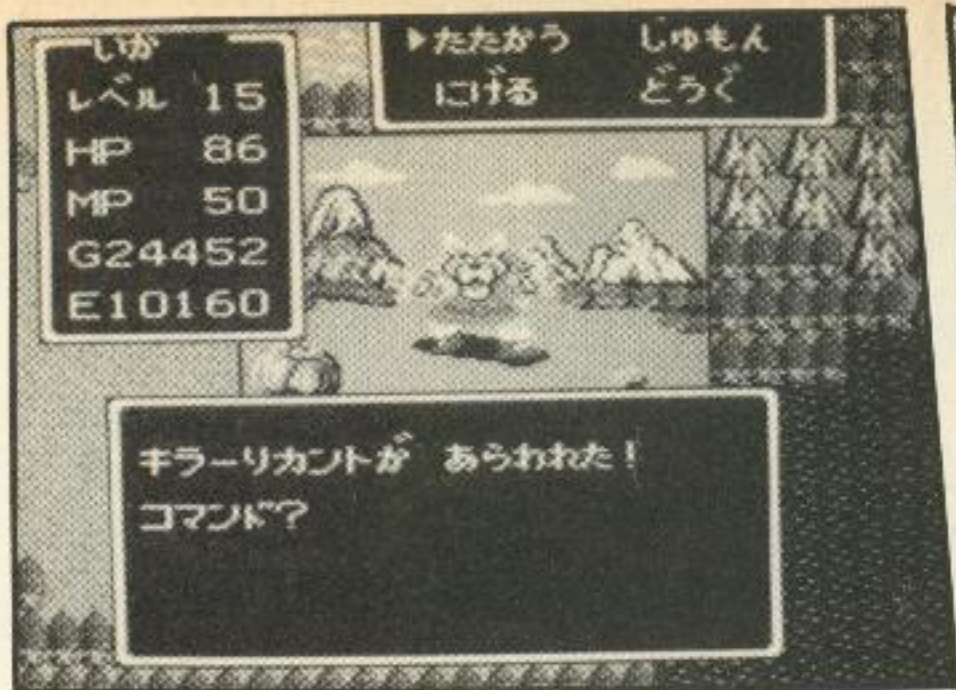 いか
レベル 15
HP 86
MP 50
G24452
E10160
▶たたかう じゅもん
にげる どうぐ
キラーリカントが あらわれた!
コマンド?